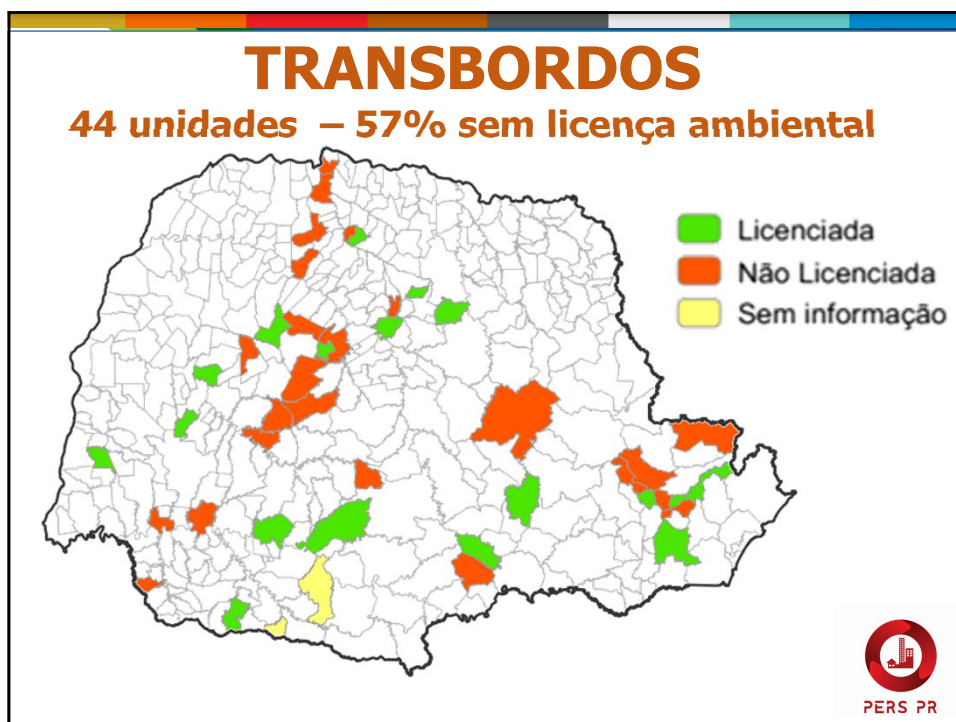 TRANSBORDOS
44 unidades – 57% sem licença ambiental
Licenciada
Não Licenciada
Sem informação
PERS PR